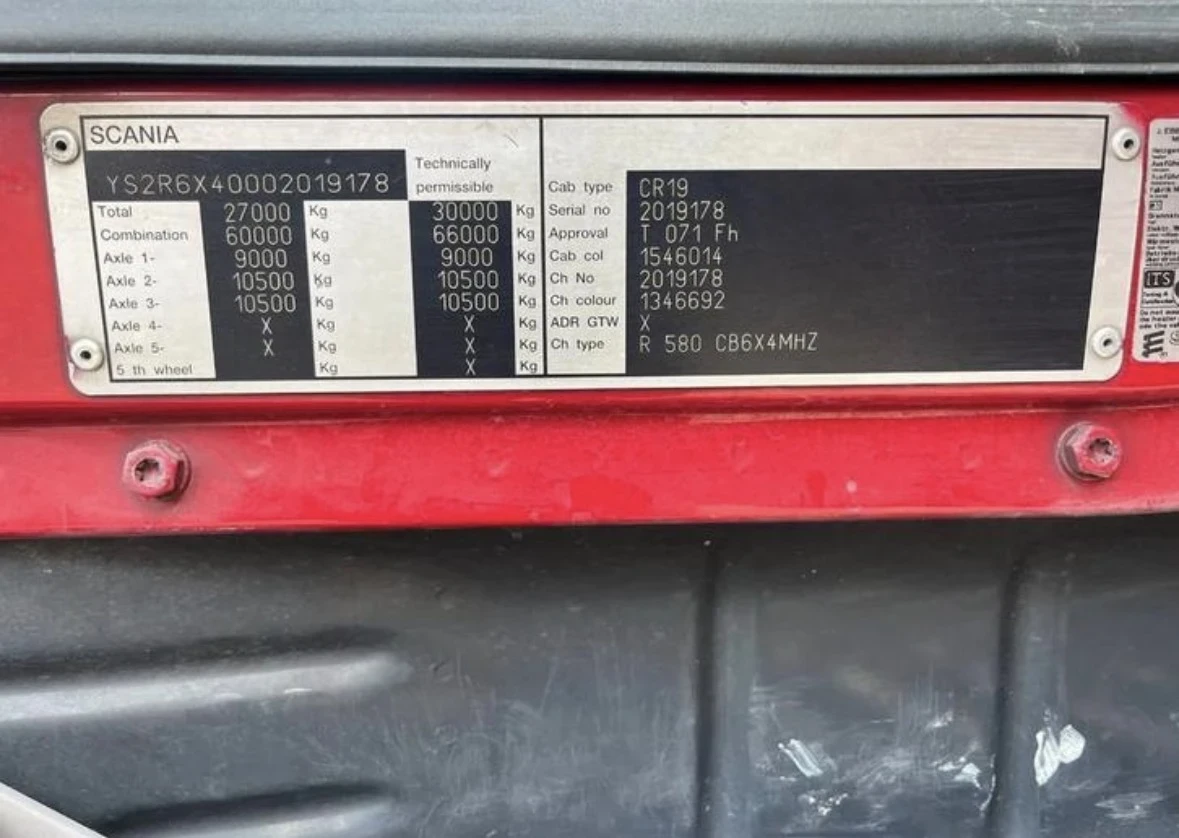 SCANIA
YS2R6X40002019178
Technically
permissible
Total 27000 Kg 30000 Kg
Combination 60000 Kg 66000 Kg
Axle 1- 9000 Kg 9000 Kg
Axle 2- 10500 Kg 10500 Kg
Axle 3- 10500 Kg 10500 Kg
Axle 4- X Kg X Kg
Axle 5- X Kg X Kg
5 th wheel Kg X Kg
Cab type CR19
Serial no 2019178
Approval T 071 Fh
Cab col 1546014
Ch No 2019178
Ch colour 1346692
ADR GTW X
Ch type R 580 CB6X4MHZ
ITS